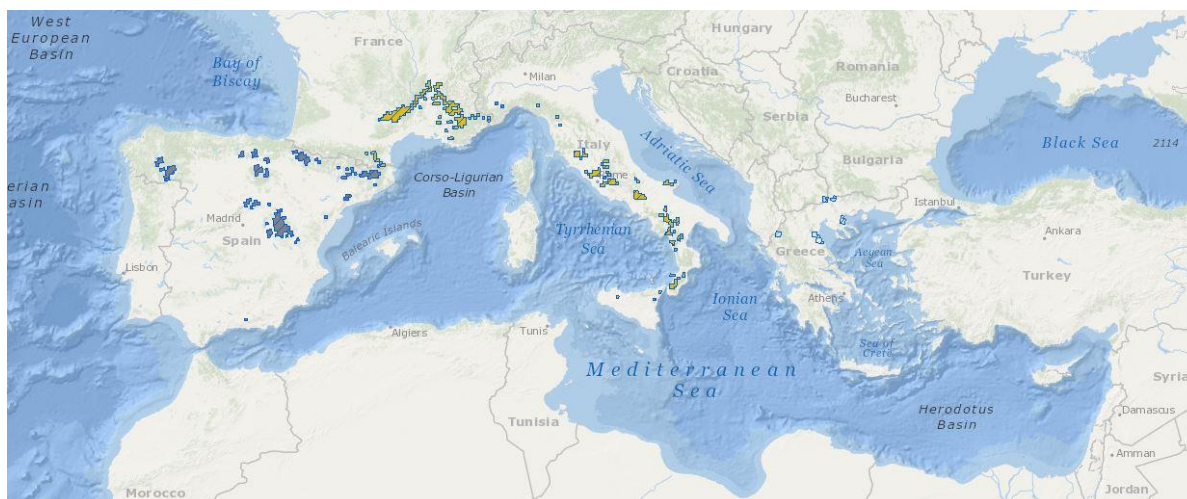 West
European
Basin
Bay of
Biscay
France
Hungary
Milan
Croatia
Romania
Bucharest
Serbia
Adriatic Sea
Italy
Black Sea
2114
Bulgaria
Corso-Ligurian
Basin
Istanbul
erian
asin
Madrid
Spain
Balearic Islands
Tyrrhenian
Sea
Ankara
Greece
Aegean
Sea
Turkey
Lisbon
Ionian
Sea
Athens
Algiers
Tunis
Sea of
Crete
Mediterranean
Sea
Syria
Herodotus
Basin
Damascus
Tunisia
Amman
Morocco
Jordan